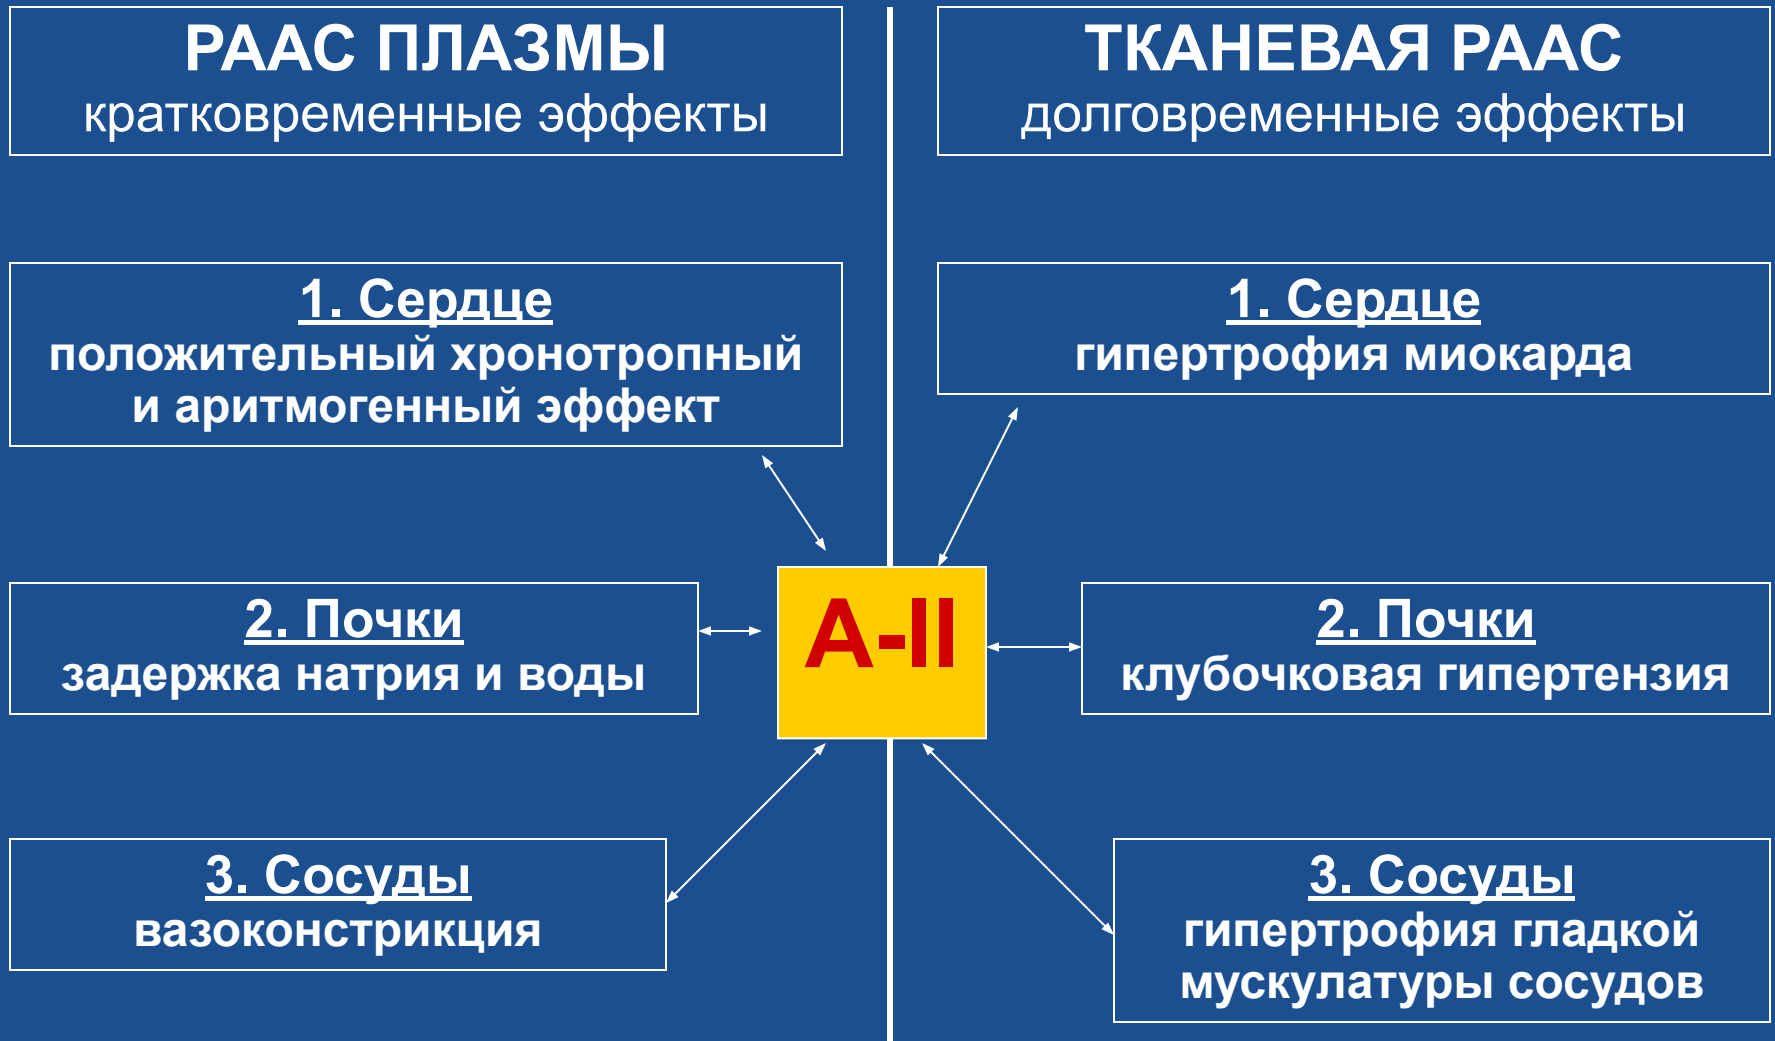 РААС ПЛАЗМЫ
кратковременные эффекты
ТКАНЕВАЯ РААС
долговременные эффекты
1. Сердце
положительный хронотропный
и аритмогенный эффект
1. Сердце
гипертрофия миокарда
2. Почки
задержка натрия и воды
А-II
2. Почки
клубочковая гипертензия
3. Сосуды
вазоконстрикция
3. Сосуды
гипертрофия гладкой
мускулатуры сосудов